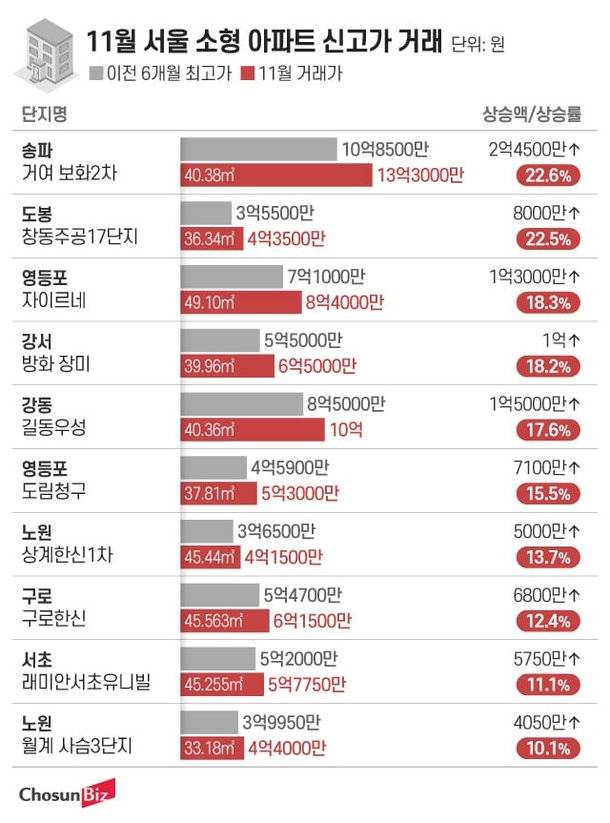 11월 서울 소형 아파트 신고가 거래 단위: 원
이전 6개월 최고가 11월 거래가
단지명 상승액/상승률
송파 10억8500만 2억4500만↑
거여 보화2차 40.38㎡ 13억3000만 22.6%
도봉 3억5500만 8000만↑
창동주공17단지 36.34㎡ 4억3500만 22.5%
영등포 7억1000만 1억3000만↑
자이르네 49.10㎡ 8억4000만 18.3%
강서 5억5000만 1억↑
방화 장미 39.96㎡ 6억5000만 18.2%
강동 8억5000만 1억5000만↑
길동우성 40.36㎡ 10억 17.6%
영등포 4억5900만 7100만↑
도림청구 37.81㎡ 5억3000만 15.5%
노원 3억6500만 5000만↑
상계한신1차 45.44㎡ 4억1500만 13.7%
구로 5억4700만 6800만↑
구로한신 45.563㎡ 6억1500만 12.4%
서초 5억2000만 5750만↑
래미안서초유니빌 45.255㎡ 5억7750만 11.1%
노원 3억9950만 4050만↑
월계 사슴3단지 33.18㎡ 4억4000만 10.1%
ChosunBiz